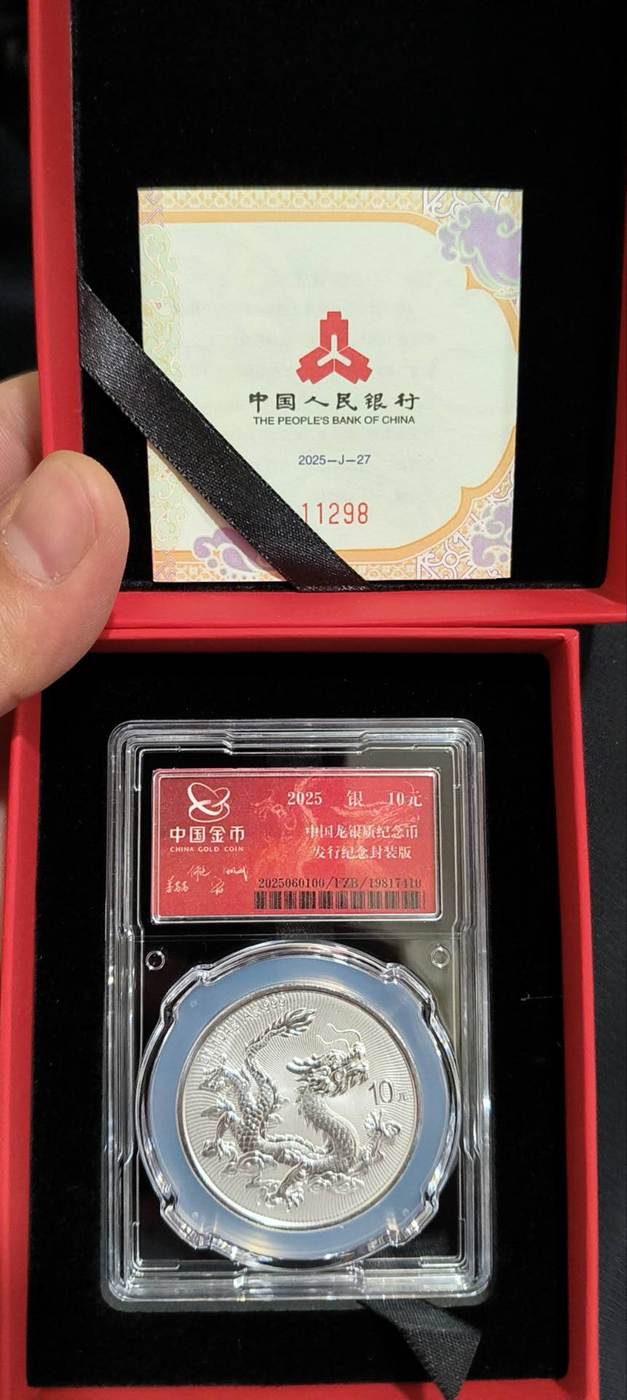 中国人民银行
THE PEOPLE'S BANK OF CHINA
2025-J-27
11298
中国金币
CHINA GOLD COIN
2025 银 10元
中国龙银质纪念币
发行纪念封装版
2025060100/FZB/19817410
10元